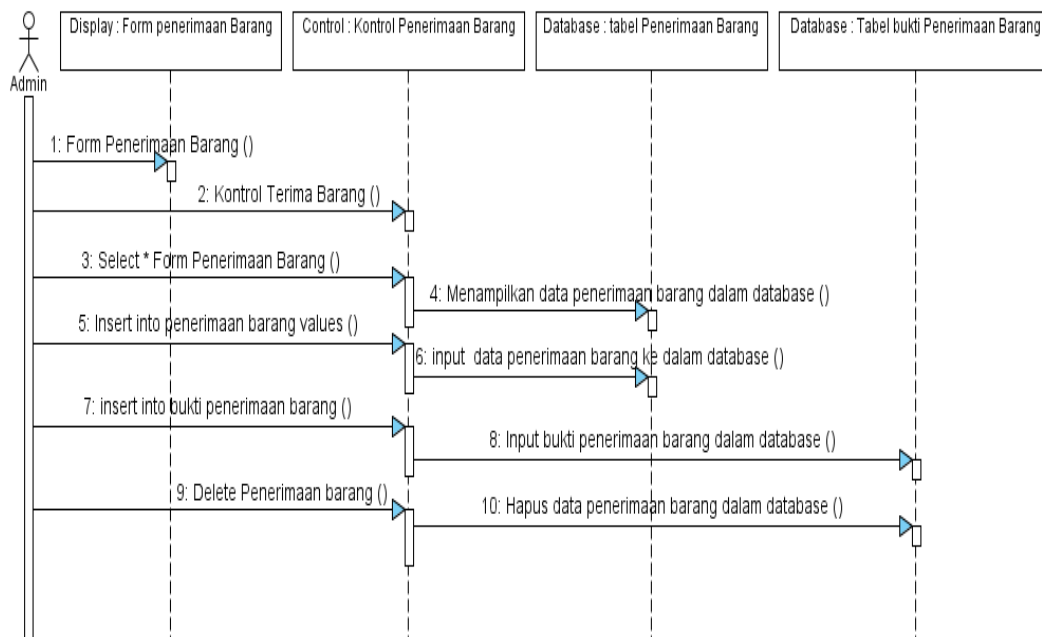 Display : Form penerimaan Barang
Control : Kontrol Penerimaan Barang
Database : tabel Penerimaan Barang
Database : Tabel bukti Penerimaan Barang
Admin
1: Form Penerimaan Barang ()
2: Kontrol Terima Barang ()
3: Select * Form Penerimaan Barang ()
4: Menampilkan data penerimaan barang dalam database ()
5: Insert into penerimaan barang values ()
6: input data penerimaan barang ke dalam database ()
7: insert into bukti penerimaan barang ()
8: Input bukti penerimaan barang dalam database ()
9: Delete Penerimaan barang ()
10: Hapus data penerimaan barang dalam database ()